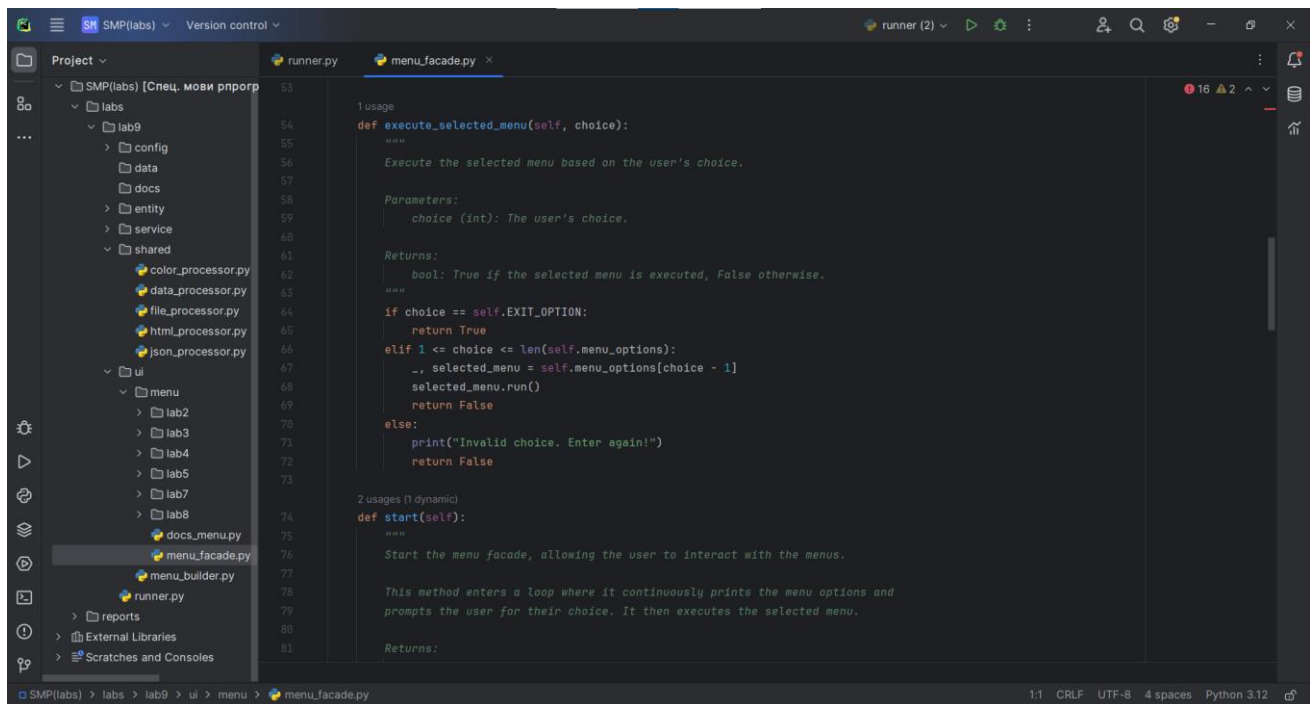 SM SMP(labs) Version control runner (2)
Project
runner.py menu_facade.py
SMP(labs) [Спец. мови рпрогр
labs
lab9
config
data
docs
entity
service
shared
color_processor.py
data_processor.py
file_processor.py
html_processor.py
json_processor.py
ui
menu
lab2
lab3
lab4
lab5
lab7
lab8
docs_menu.py
menu_facade.py
menu_builder.py
runner.py
reports
External Libraries
Scratches and Consoles
16 2
53
1 usage
54 def execute_selected_menu(self, choice):
55 """
56 Execute the selected menu based on the user's choice.
57
58 Parameters:
59 choice (int): The user's choice.
60
61 Returns:
62 bool: True if the selected menu is executed, False otherwise.
63 """
64 if choice == self.EXIT_OPTION:
65 return True
66 elif 1 <= choice <= len(self.menu_options):
67 _, selected_menu = self.menu_options[choice - 1]
68 selected_menu.run()
69 return False
70 else:
71 print("Invalid choice. Enter again!")
72 return False
73
2 usages (1 dynamic)
74 def start(self):
75 """
76 Start the menu facade, allowing the user to interact with the menus.
77
78 This method enters a loop where it continuously prints the menu options and
79 prompts the user for their choice. It then executes the selected menu.
80
81 Returns:
SMP(labs) > labs > lab9 > ui > menu > menu_facade.py 1:1 CRLF UTF-8 4 spaces Python 3.12